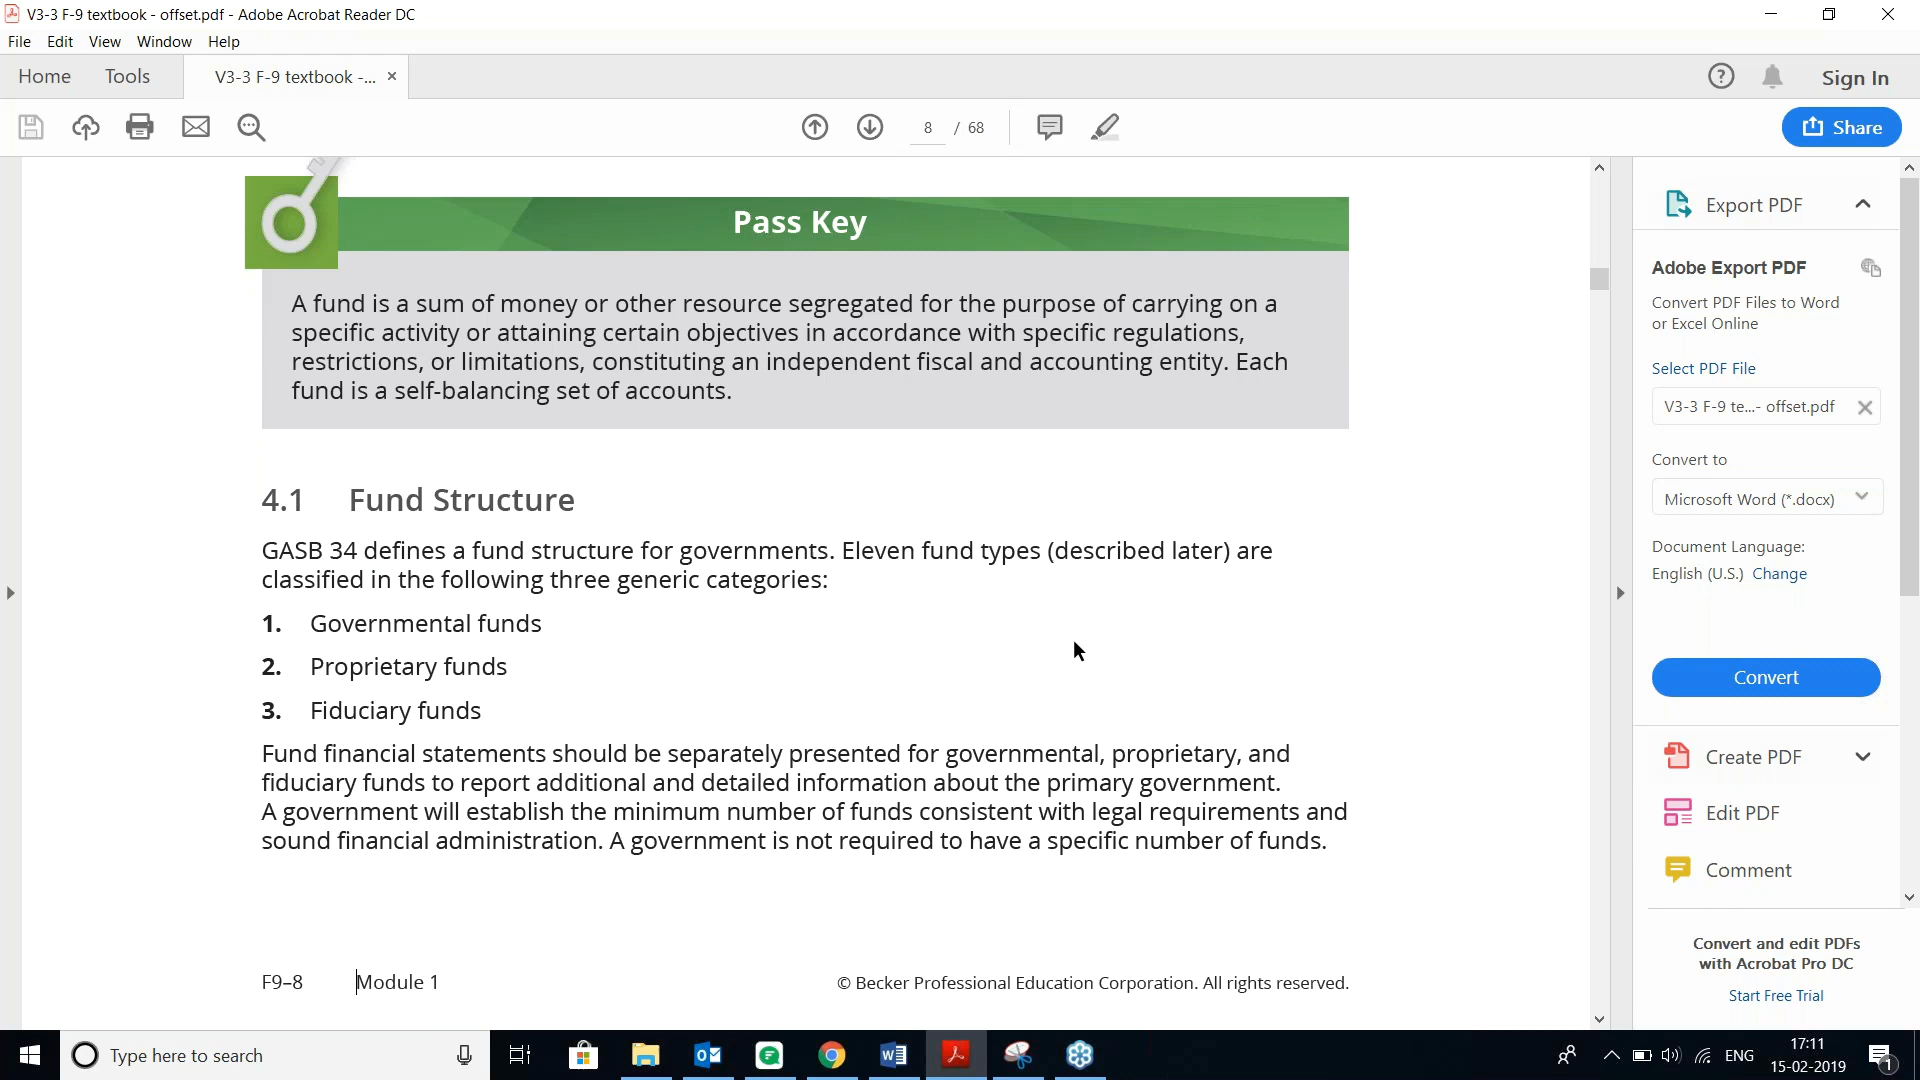 V3-3 F-9 textbook - offset.pdf - Adobe Acrobat Reader DC
File Edit View Window Help
Home Tools V3-3 F-9 textbook -... × Sign In
8 / 68 Share
Pass Key
A fund is a sum of money or other resource segregated for the purpose of carrying on a
specific activity or attaining certain objectives in accordance with specific regulations,
restrictions, or limitations, constituting an independent fiscal and accounting entity. Each
fund is a self-balancing set of accounts.
4.1 Fund Structure
GASB 34 defines a fund structure for governments. Eleven fund types (described later) are
classified in the following three generic categories:
1. Governmental funds
2. Proprietary funds
3. Fiduciary funds
Fund financial statements should be separately presented for governmental, proprietary, and
fiduciary funds to report additional and detailed information about the primary government.
A government will establish the minimum number of funds consistent with legal requirements and
sound financial administration. A government is not required to have a specific number of funds.
F9–8 Module 1 © Becker Professional Education Corporation. All rights reserved.
Export PDF
Adobe Export PDF
Convert PDF Files to Word
or Excel Online
Select PDF File
V3-3 F-9 te...- offset.pdf
Convert to
Microsoft Word (*.docx)
Document Language:
English (U.S.) Change
Convert
Create PDF
Edit PDF
Comment
Convert and edit PDFs
with Acrobat Pro DC
Start Free Trial
Type here to search
ENG
17:11
15-02-2019
1